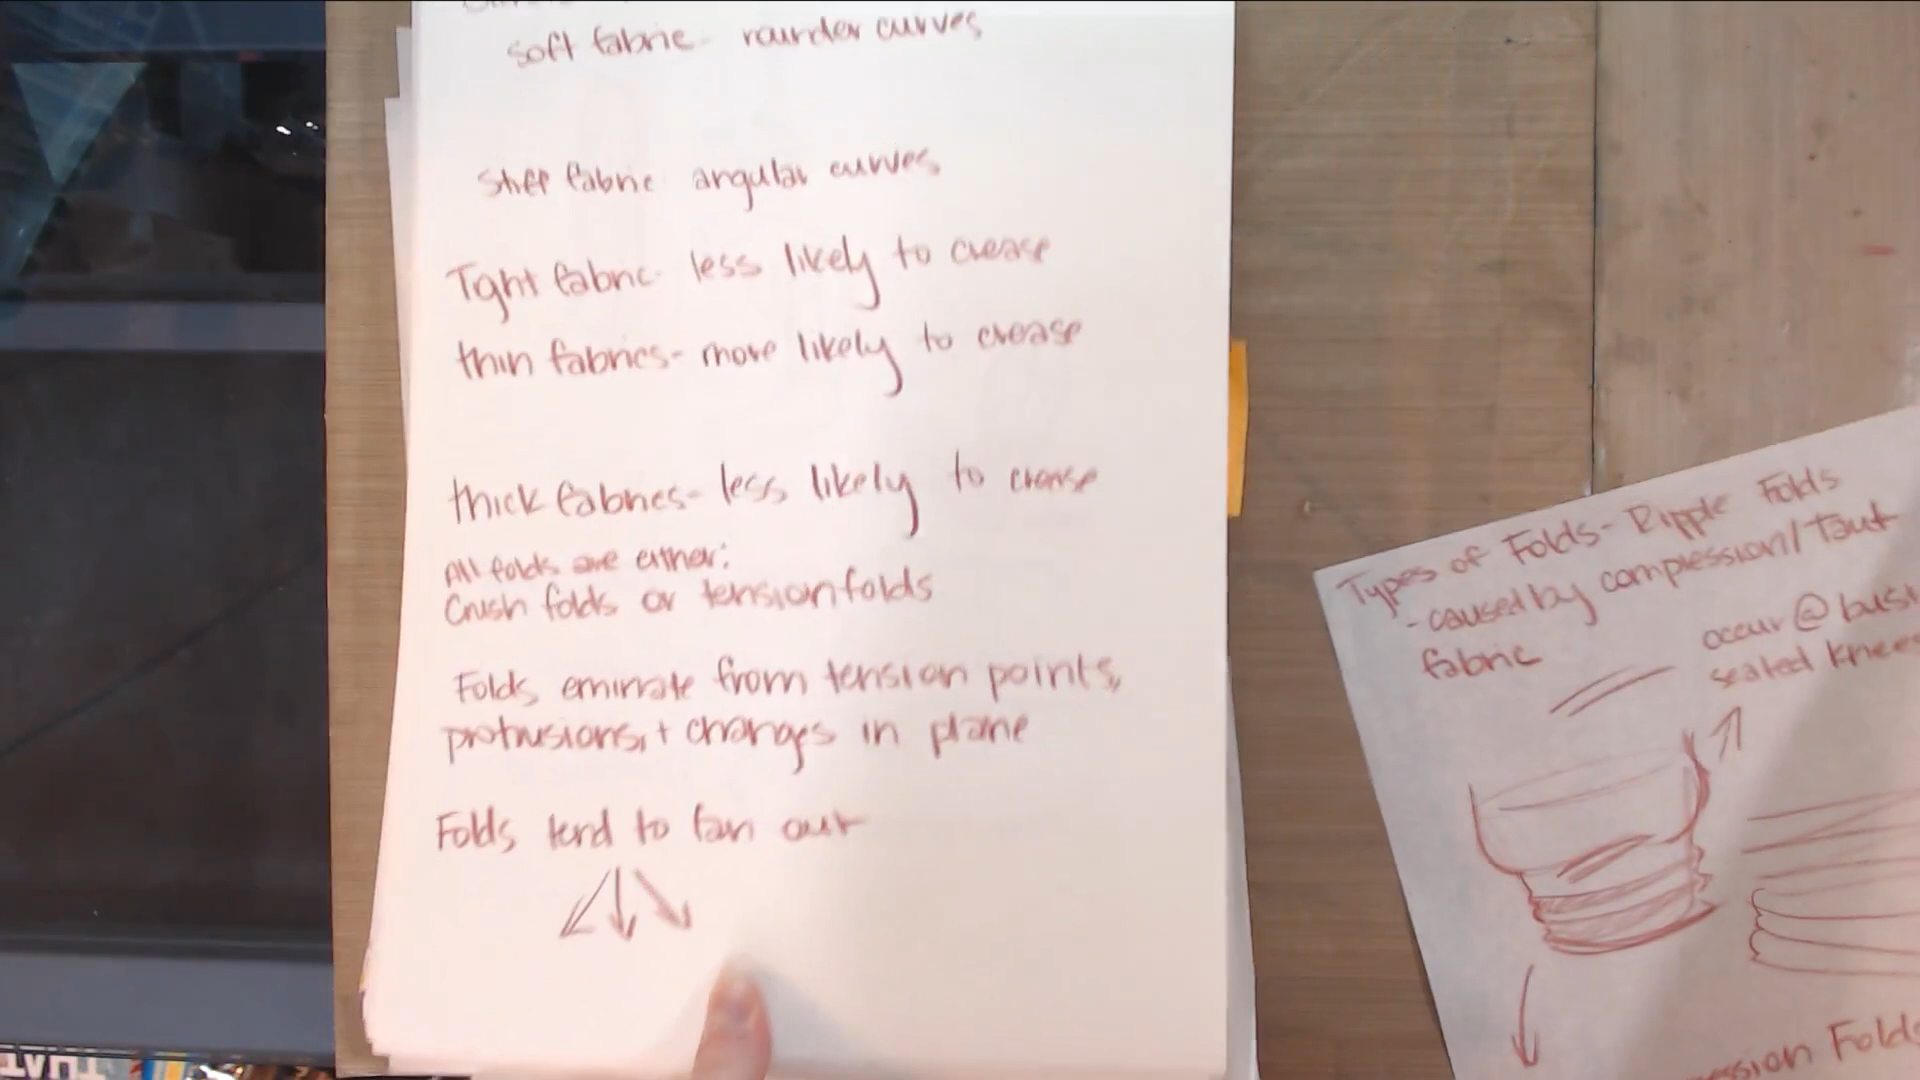 soft fabric - rounder curves
Stiff fabric angular curves
Tight fabric - less likely to crease
thin fabrics - more likely to crease
thick fabrics - less likely to crease
All folds are either:
Crush folds or tension folds
Folds eminate from tension points,
protrusions, + changes in plane
Folds tend to fan out
Types of Folds - Ripple Folds
- caused by compression / Taut
fabric
occur @ bust
seated knees
ession Folds